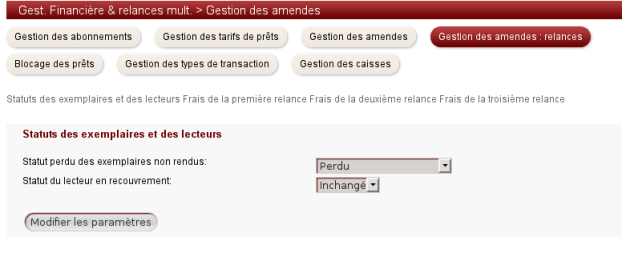 Gest. Financière & relances mult. > Gestion des amendes
Gestion des abonnements Gestion des tarifs de prêts Gestion des amendes Gestion des amendes : relances
Blocage des prêts Gestion des types de transaction Gestion des caisses
Statuts des exemplaires et des lecteurs Frais de la première relance Frais de la deuxième relance Frais de la troisième relance
Statuts des exemplaires et des lecteurs
Statut perdu des exemplaires non rendus: Perdu
Statut du lecteur en recouvrement: Inchangé
Modifier les paramètres